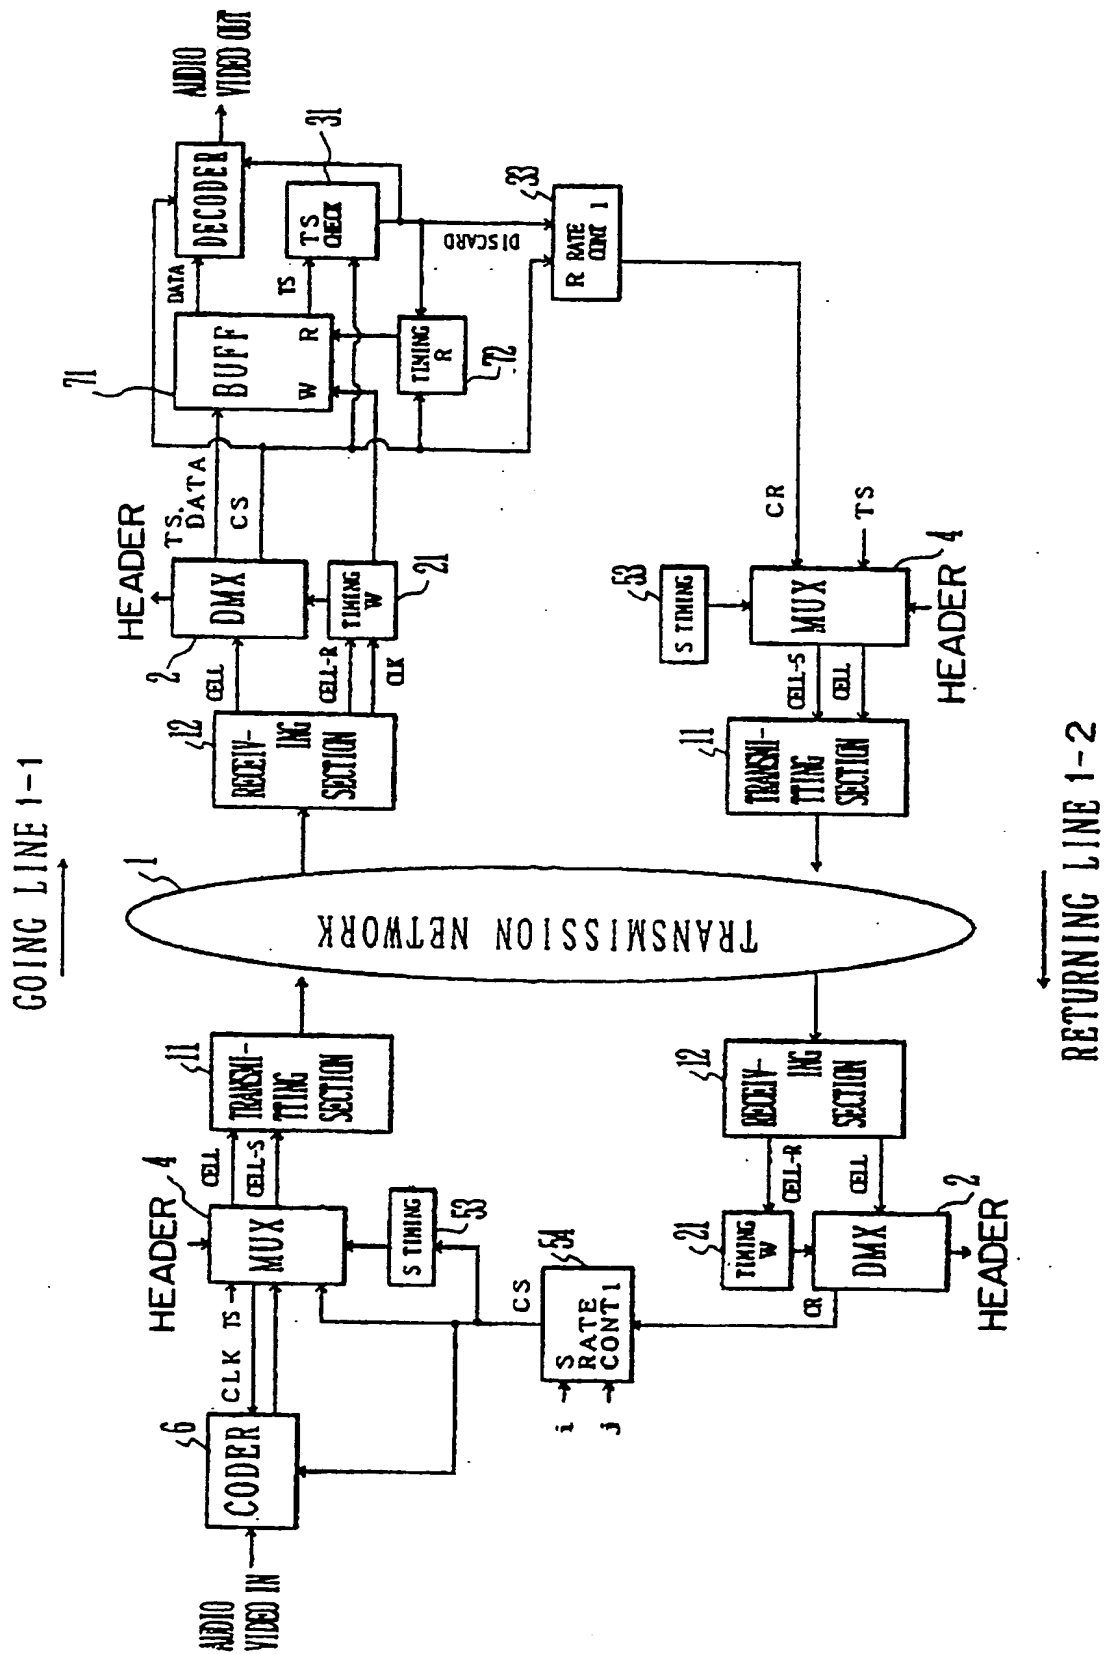 GOING LINE 1-1
AUDIO
VIDEO IN
CODER
6
CLK
TS
HEADER
MUX
4
CELL
CELL-S
TRANSMI-
TTING
SECTION
11
S TIMING
53
CS
S
RATE
CONT 1
54
i
j
TRANSMISSION NETWORK
1
RECEIV-
ING
SECTION
12
CELL
CELL-R
CLK
HEADER
DMX
2
TIMING
W
21
TS.
DATA
CS
71
BUFF
W
R
DATA
TS
DECODER
AUDIO
VIDEO OUT
TS
CHECK
31
TIMING
R
72
DISCARD
R
RATE
CONT 1
33
CR
TS
S TIMING
53
MUX
4
HEADER
CELL-S
CELL
TRANSMI-
TTING
SECTION
11
RECEIV-
ING
SECTION
12
CELL-R
CELL
TIMING
W
21
DMX
2
CR
HEADER
RETURNING LINE 1-2